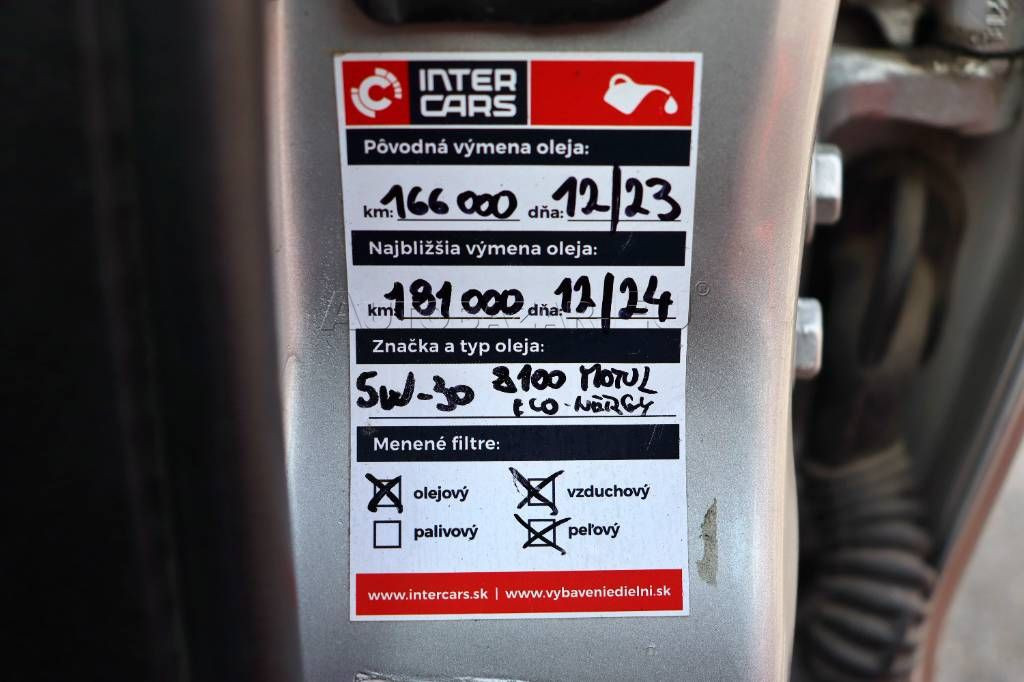 INTER
CARS
Pôvodná výmena oleja:
km: 166 000 dňa: 12/23
Najbližšia výmena oleja:
km: 181 000 dňa: 12/24
Značka a typ oleja:
5W-30 8100 MOTUL
ECO-NERGY
Menené filtre:
olejový vzduchový
palivový peľový
www.intercars.sk | www.vybaveniedielni.sk